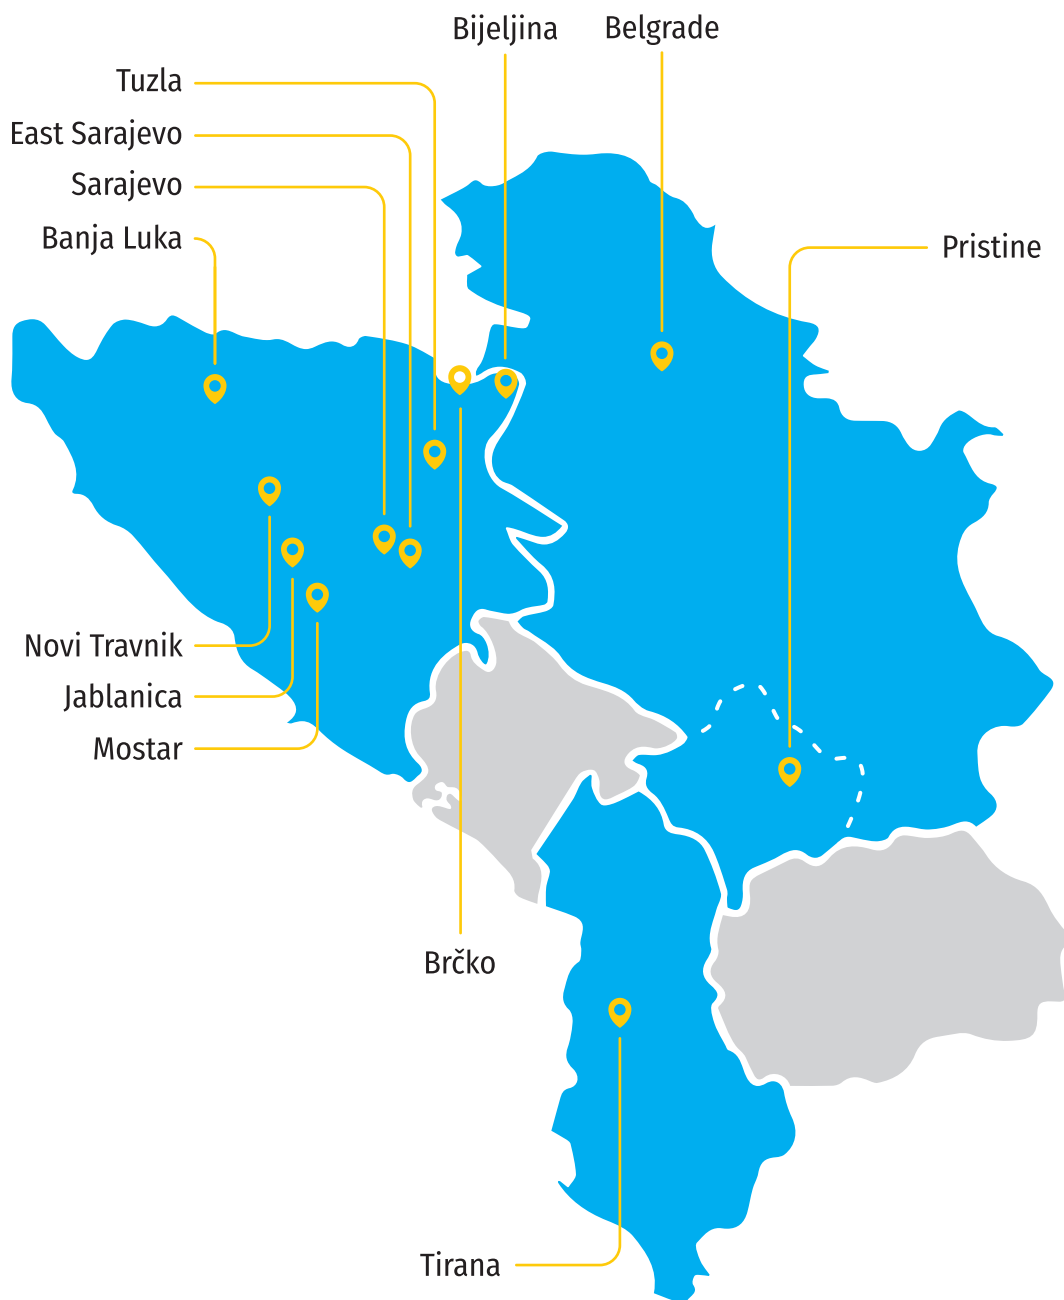 Bijeljina
Belgrade
Tuzla
East Sarajevo
Sarajevo
Banja Luka
Pristine
Novi Travnik
Jablanica
Mostar
Brčko
Tirana